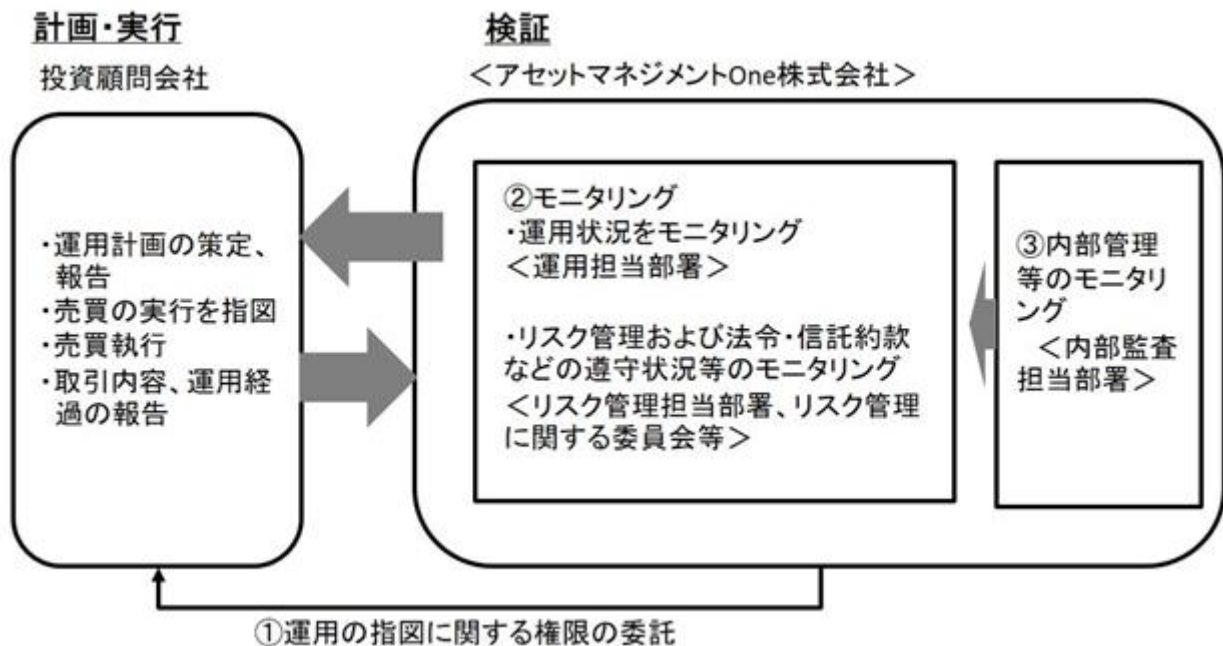 計画・実行
投資顧問会社
・運用計画の策定、
報告
・売買の実行を指図
・売買執行
・取引内容、運用経
過の報告
検証
＜アセットマネジメントOne株式会社＞
②モニタリング
・運用状況をモニタリング
＜運用担当部署＞
・リスク管理および法令・信託約款
などの遵守状況等のモニタリング
＜リスク管理担当部署、リスク管理
に関する委員会等＞
③内部管理
等のモニタリ
ング
＜内部監査
担当部署＞
①運用の指図に関する権限の委託